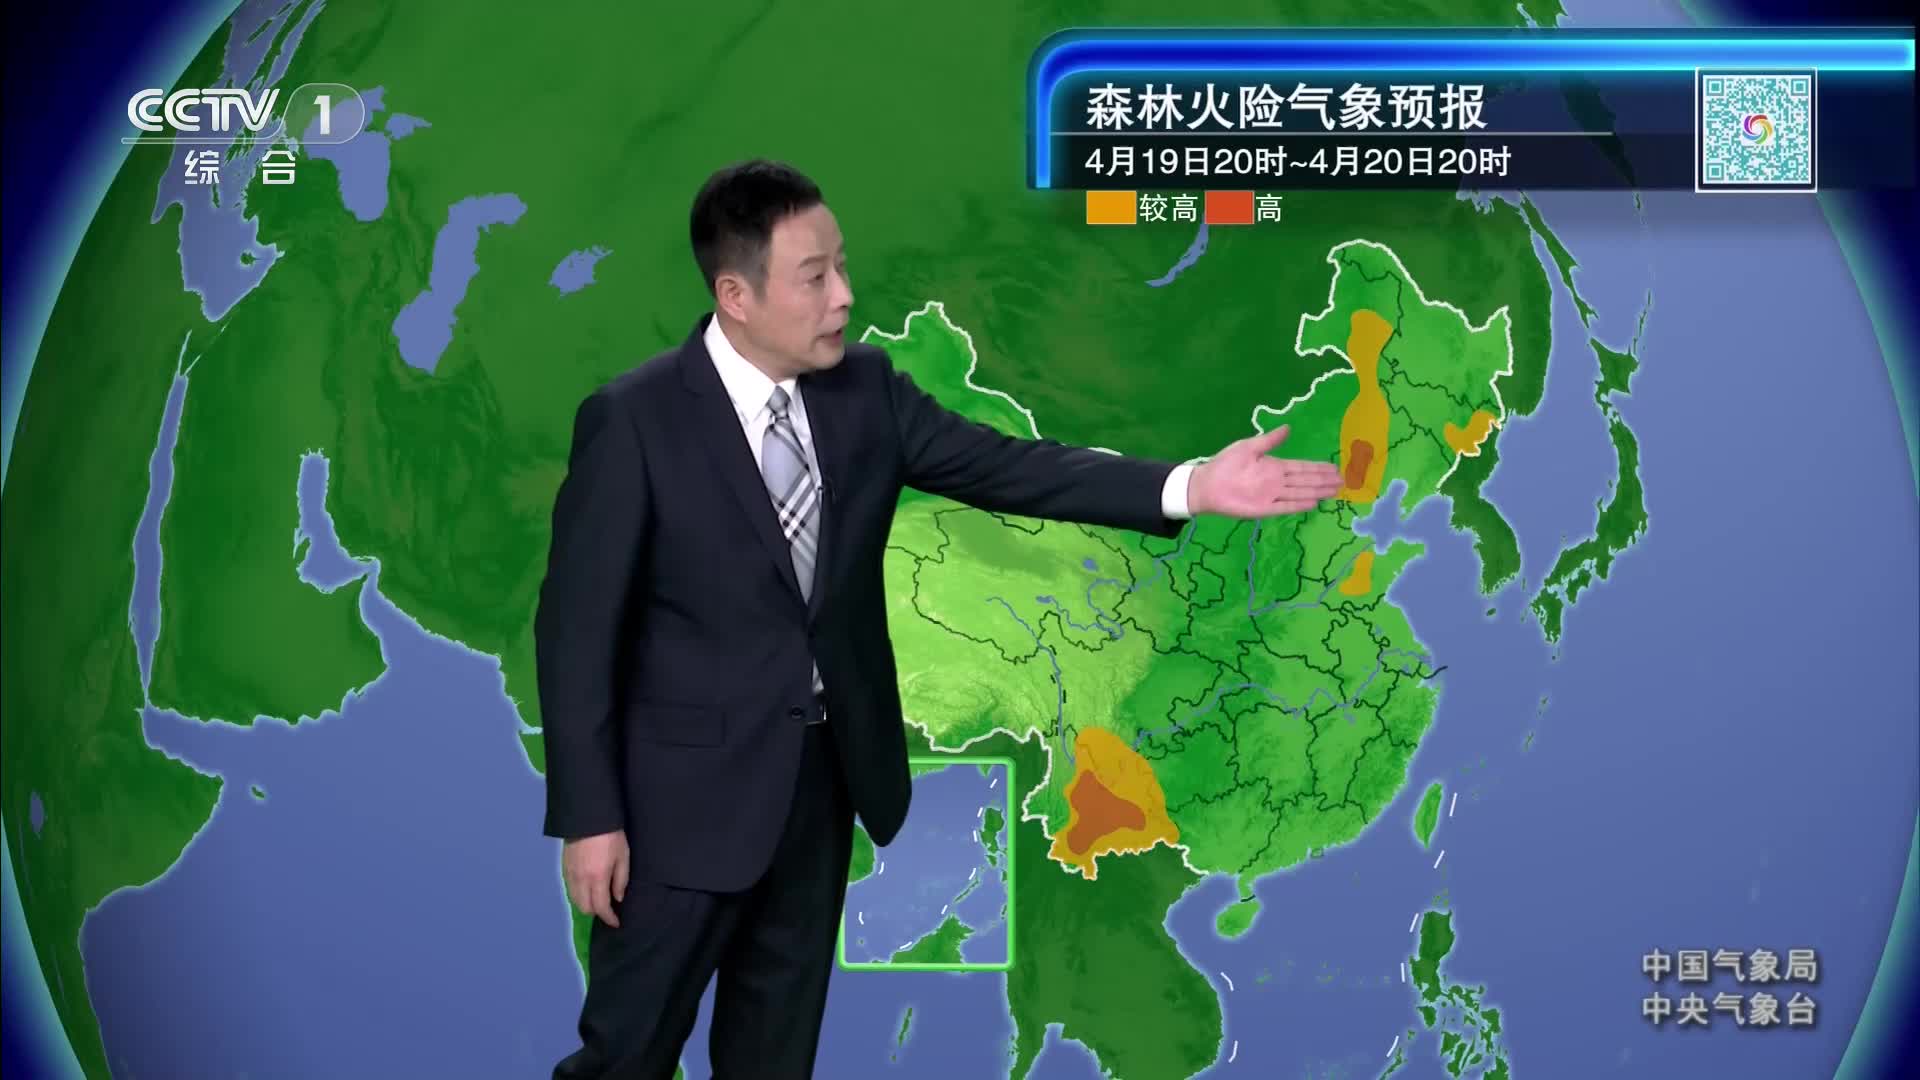 CCTV 1
综合
森林火险气象预报
4月19日20时~4月20日20时
较高 高
中国气象局
中央气象台